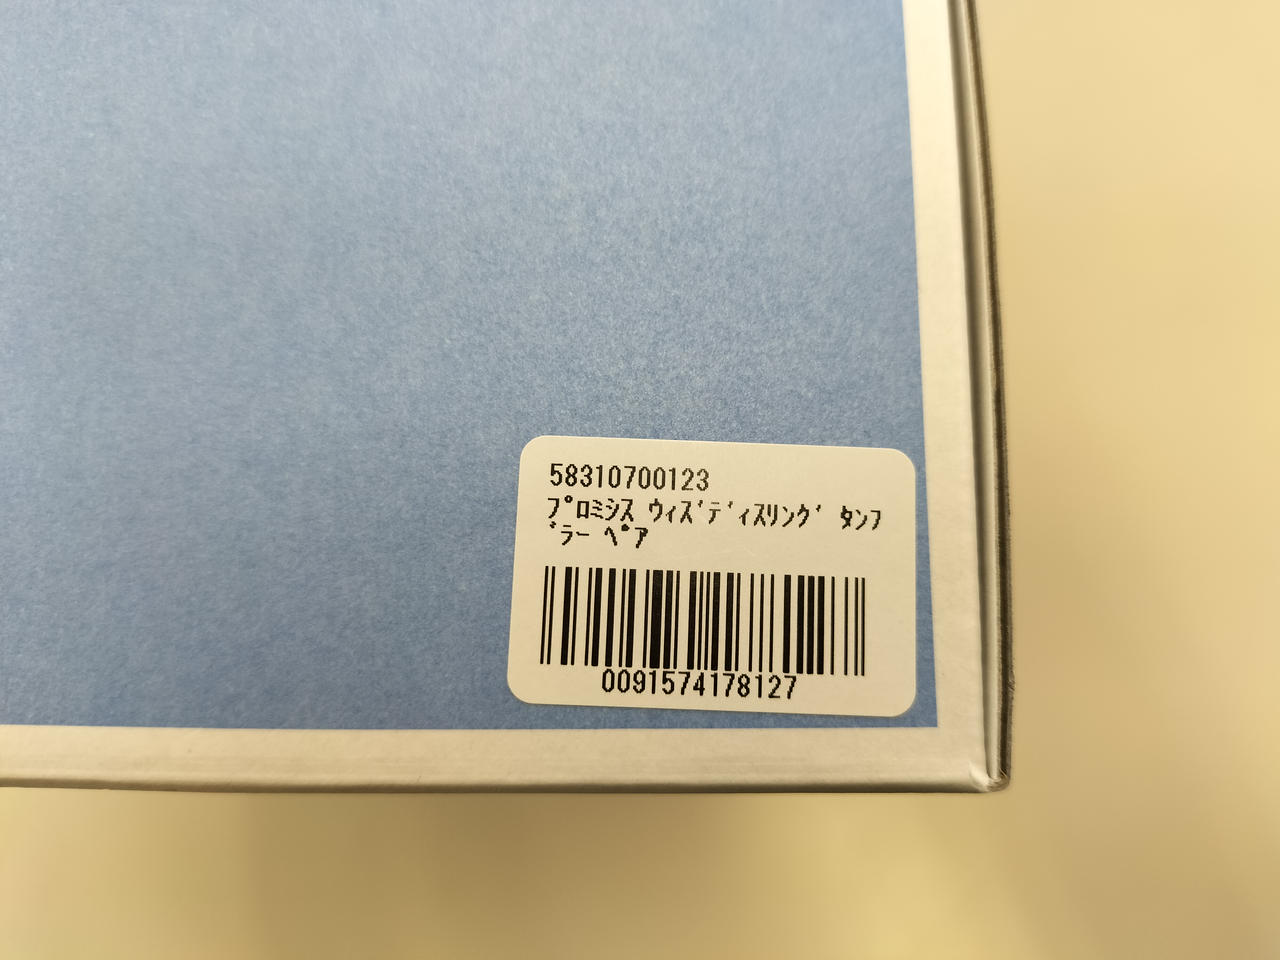 58310700123
ﾌﾟﾛﾐｼｽ ｳｨｽﾞﾃﾞｨｽﾘﾝｸﾞ ﾀﾝﾌ
ﾞﾗｰ ﾍﾟｱ
0091574178127